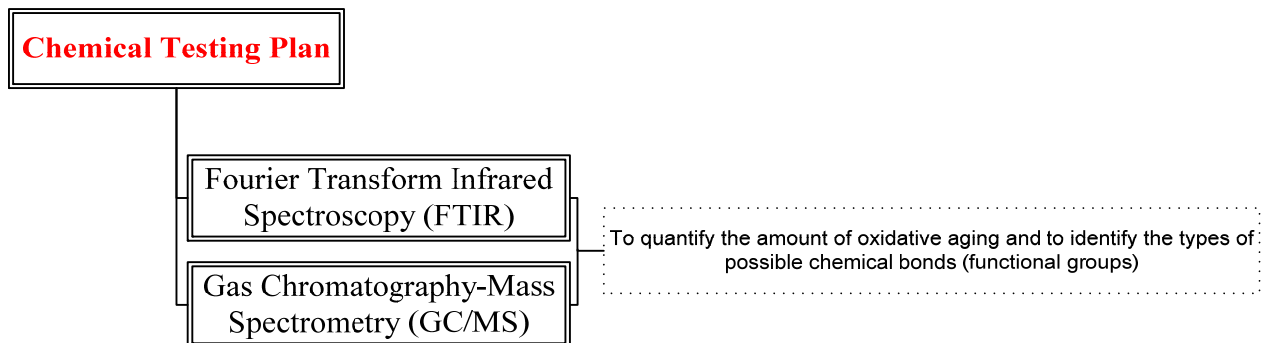 Chemical Testing Plan
Fourier Transform Infrared
Spectroscopy (FTIR)
To quantify the amount of oxidative aging and to identify the types of
possible chemical bonds (functional groups)
Gas Chromatography-Mass
Spectrometry (GC/MS)